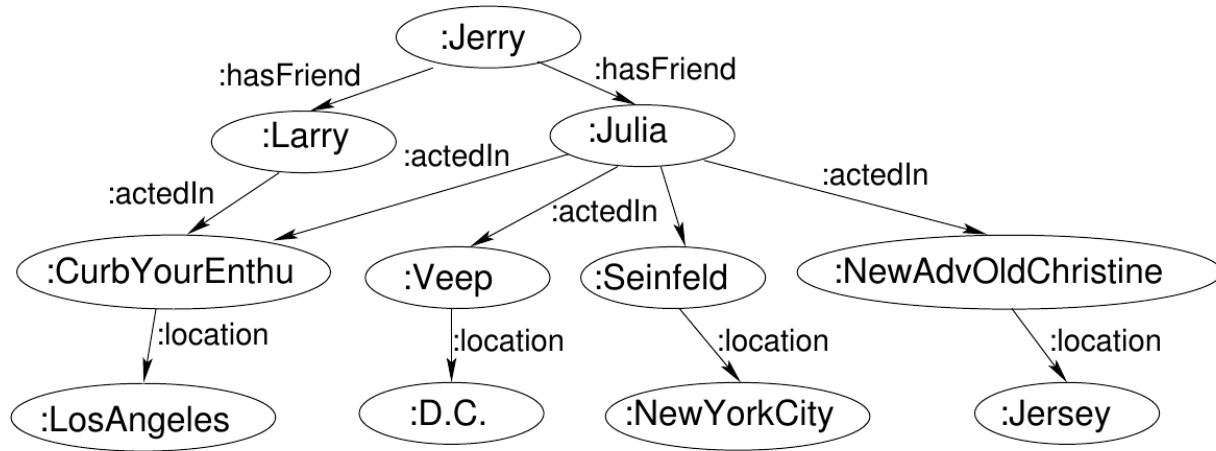 :Jerry
:hasFriend
:hasFriend
:Larry
:Julia
:actedIn
:actedIn
:actedIn
:actedIn
:CurbYourEnthu
:Veep
:Seinfeld
:NewAdvOldChristine
:location
:location
:location
:location
:LosAngeles
:D.C.
:NewYorkCity
:Jersey